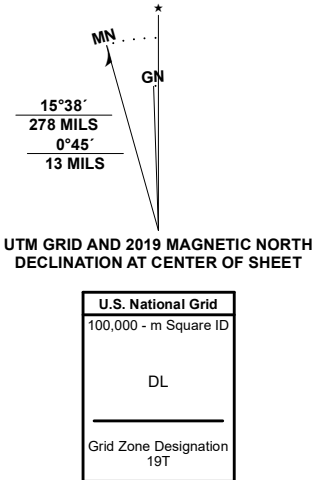 ★
MN
GN
15°38´
278 MILS
0°45´
13 MILS
UTM GRID AND 2019 MAGNETIC NORTH
DECLINATION AT CENTER OF SHEET
U.S. National Grid
100,000 - m Square ID
DL
Grid Zone Designation
19T